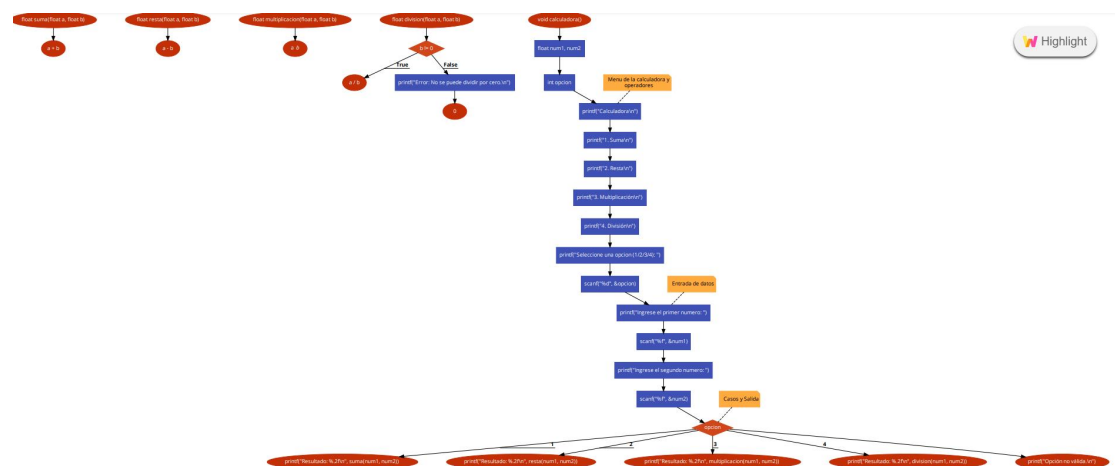 float suma(float a, float b)
float resta(float a, float b)
float multiplicacion(float a, float b)
float division(float a, float b)
void calculadora()
Highlight
a + b
a - b
b != 0
float num1, num2
True
False
a / b
printf("Error: No se puede dividir por cero.\n")
int opcion
Menu de la calculadora y
operadores
0
printf("Calculadora\n")
printf("1. Suma\n")
printf("2. Resta\n")
printf("3. Multiplicación\n")
printf("4. División\n")
printf("Seleccione una opcion (1/2/3/4): ")
scanf("%d", &opcion)
Entrada de datos
printf("Ingrese el primer numero: ")
scanf("%f", &num1)
printf("Ingrese el segundo numero: ")
scanf("%f", &num2)
Casos y Salida
opcion
1
2
3
4
printf("Resultado: %.2f\n", suma(num1, num2))
printf("Resultado: %.2f\n", resta(num1, num2))
printf("Resultado: %.2f\n", multiplicacion(num1, num2))
printf("Resultado: %.2f\n", division(num1, num2))
printf("Opción no válida.\n")